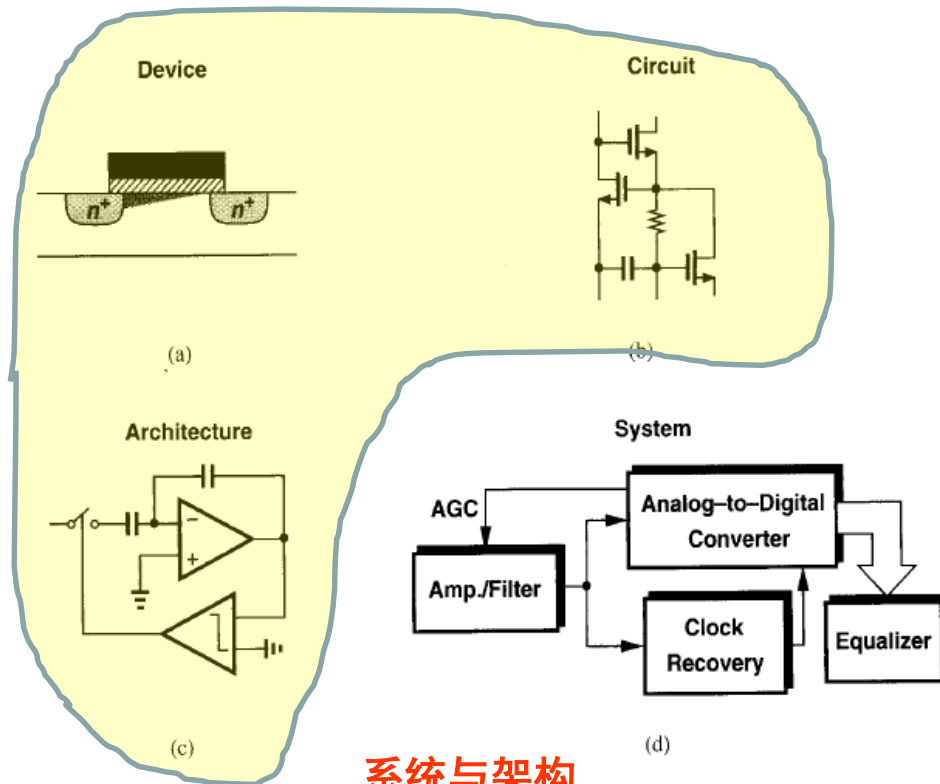 Device
n+
n+
(a)
Circuit
(b)
Architecture
−
+
(c)
System
AGC
Analog–to–Digital
Converter
Amp./Filter
Clock
Recovery
Equalizer
(d)
系统与架构